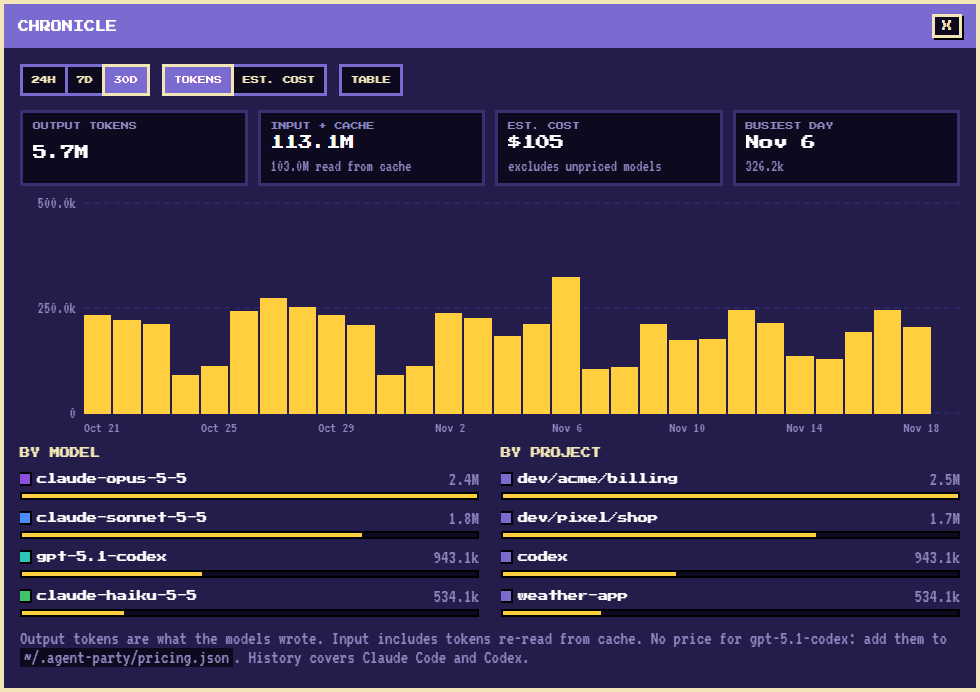 CHRONICLE
X
24H 7D 30D TOKENS EST. COST TABLE
OUTPUT TOKENS
5.7M
INPUT + CACHE
113.1M
103.0M read from cache
EST. COST
$105
excludes unpriced models
BUSIEST DAY
Nov 6
326.2k
500.0k
250.0k
0
Oct 21 Oct 25 Oct 29 Nov 2 Nov 6 Nov 10 Nov 14 Nov 18
BY MODEL
claude-opus-5-5 2.4M
claude-sonnet-5-5 1.8M
gpt-5.1-codex 943.1k
claude-haiku-5-5 534.1k
BY PROJECT
dev/acme/billing 2.5M
dev/pixel/shop 1.7M
codex 943.1k
weather-app 534.1k
Output tokens are what the models wrote. Input includes tokens re-read from cache. No price for gpt-5.1-codex: add them to
~/.agent-party/pricing.json. History covers Claude Code and Codex.